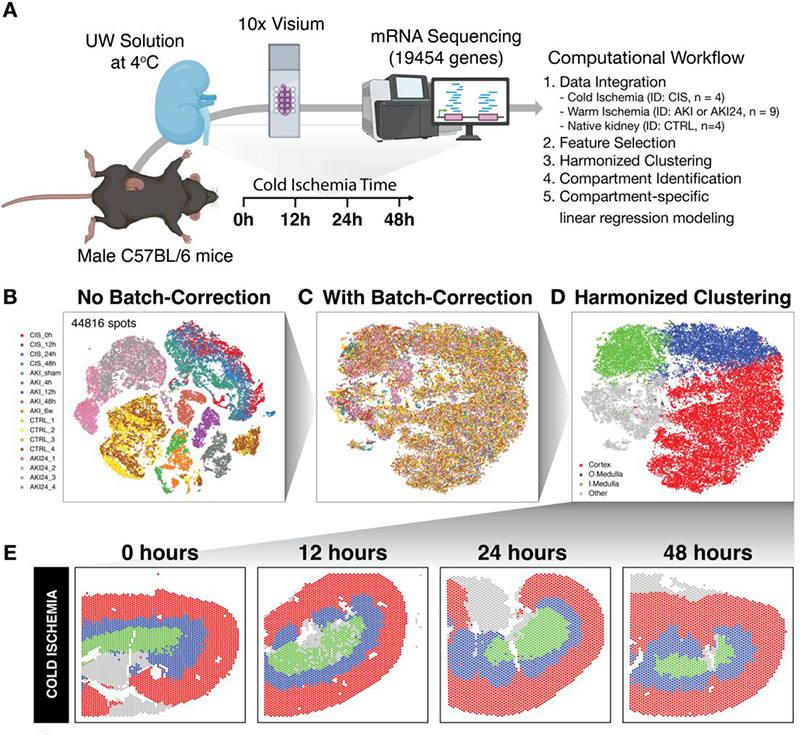 A
UW Solution
at 4°C
10x Visium
mRNA Sequencing
(19454 genes)
Computational Workflow
1. Data Integration
- Cold Ischemia (ID: CIS, n = 4)
- Warm Ischemia (ID: AKI or AKI24, n = 9)
- Native kidney (ID: CTRL, n=4)
2. Feature Selection
3. Harmonized Clustering
4. Compartment Identification
5. Compartment-specific
linear regression modeling
Cold Ischemia Time
0h 12h 24h 48h
Male C57BL/6 mice
B No Batch-Correction
44816 spots
CIS_0h
CIS_12h
CIS_24h
CIS_48h
AKI_sham
AKI_4h
AKI_12h
AKI_48h
AKI_6w
CTRL_1
CTRL_2
CTRL_3
CTRL_4
AKI24_1
AKI24_2
AKI24_3
AKI24_4
C With Batch-Correction
D Harmonized Clustering
Cortex
O.Medulla
I.Medulla
Other
E
0 hours 12 hours 24 hours 48 hours
COLD ISCHEMIA